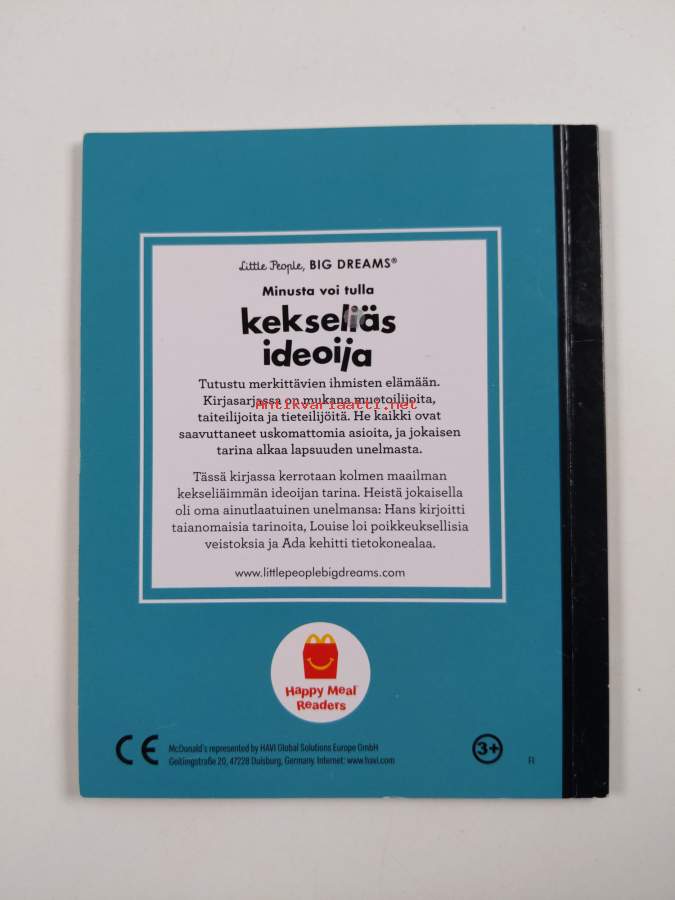 Little People, BIG DREAMS®
Minusta voi tulla
kekseliäs
ideoija
Tutustu merkittävien ihmisten elämään.
Kirjasarjassa on mukana muotoilijoita,
Antikvariaatti.net
taiteilijoita ja tieteilijöitä. He kaikki ovat
saavuttaneet uskomattomia asioita, ja jokaisen
tarina alkaa lapsuuden unelmasta.
Tässä kirjassa kerrotaan kolmen maailman
kekseliäimmän ideoijan tarina. Heistä jokaisella
oli oma ainutlaatuinen unelmansa: Hans kirjoitti
taianomaisia tarinoita, Louise loi poikkeuksellisia
veistoksia ja Ada kehitti tietokonealaa.
www.littlepeoplebigdreams.com
Happy Meal
Readers
CE
McDonald's represented by HAVI Global Solutions Europe GmbH
Geitlingstraße 20, 47228 Duisburg, Germany. Internet: www.havi.com
3+
FI